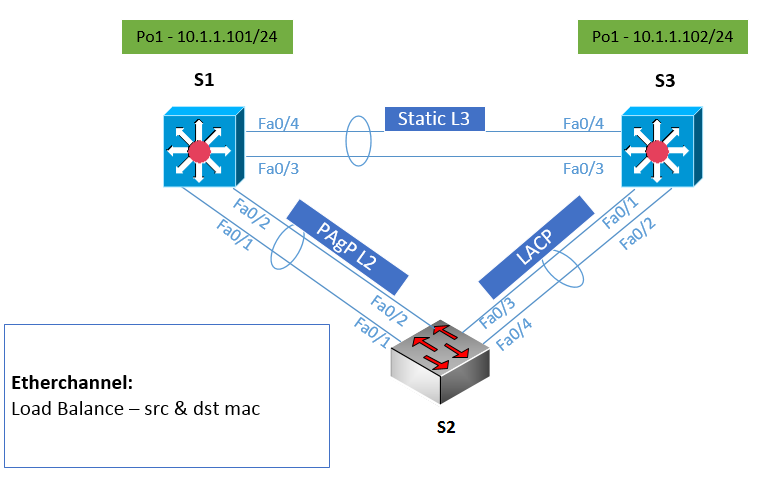 Po1 - 10.1.1.101/24
Po1 - 10.1.1.102/24
S1
S3
Fa0/4
Static L3
Fa0/4
Fa0/3
Fa0/3
Fa0/2
Fa0/1
PAgP L2
LACP
Fa0/1
Fa0/2
Fa0/2
Fa0/1
Fa0/3
Fa0/4
Etherchannel:
Load Balance – src & dst mac
S2